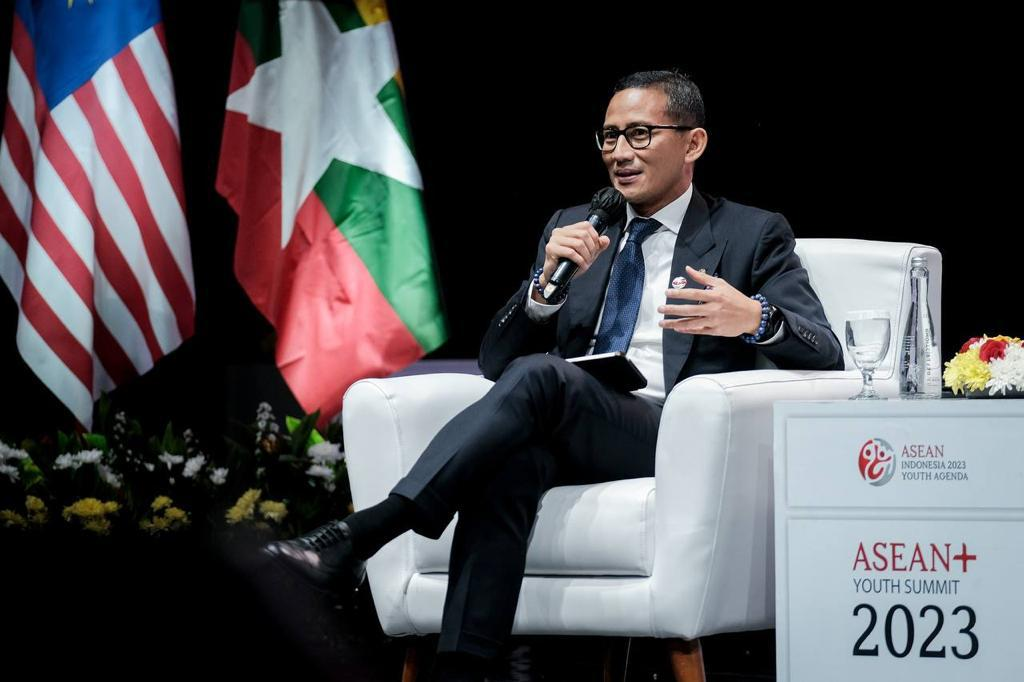 ASEAN
INDONESIA 2023
YOUTH AGENDA
ASEAN+
YOUTH SUMMIT
2023